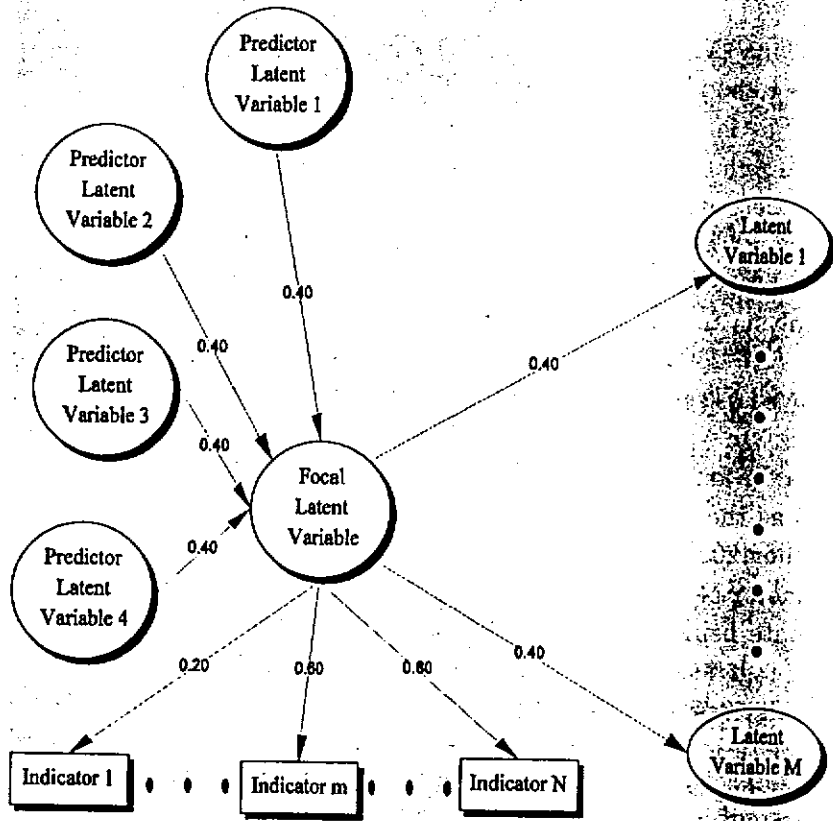 Predictor
Latent
Variable 1
Predictor
Latent
Variable 2
Latent
Variable 1
0.40
0.40
Predictor
Latent
Variable 3
0.40
0.40
Focal
Latent
Variable
Predictor
Latent
Variable 4
0.40
0.20
0.60
0.60
0.40
Indicator 1
Indicator m
Indicator N
Latent
Variable M